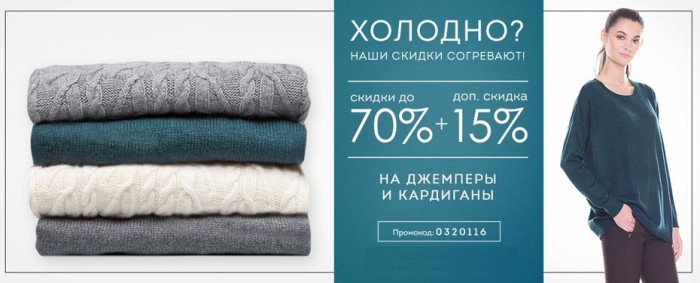 ХОЛОДНО?
НАШИ СКИДКИ СОГРЕВАЮТ!
СКИДКИ ДО
ДОП. СКИДКА
70% + 15%
НА ДЖЕМПЕРЫ
И КАРДИГАНЫ
Промокод: 0320116